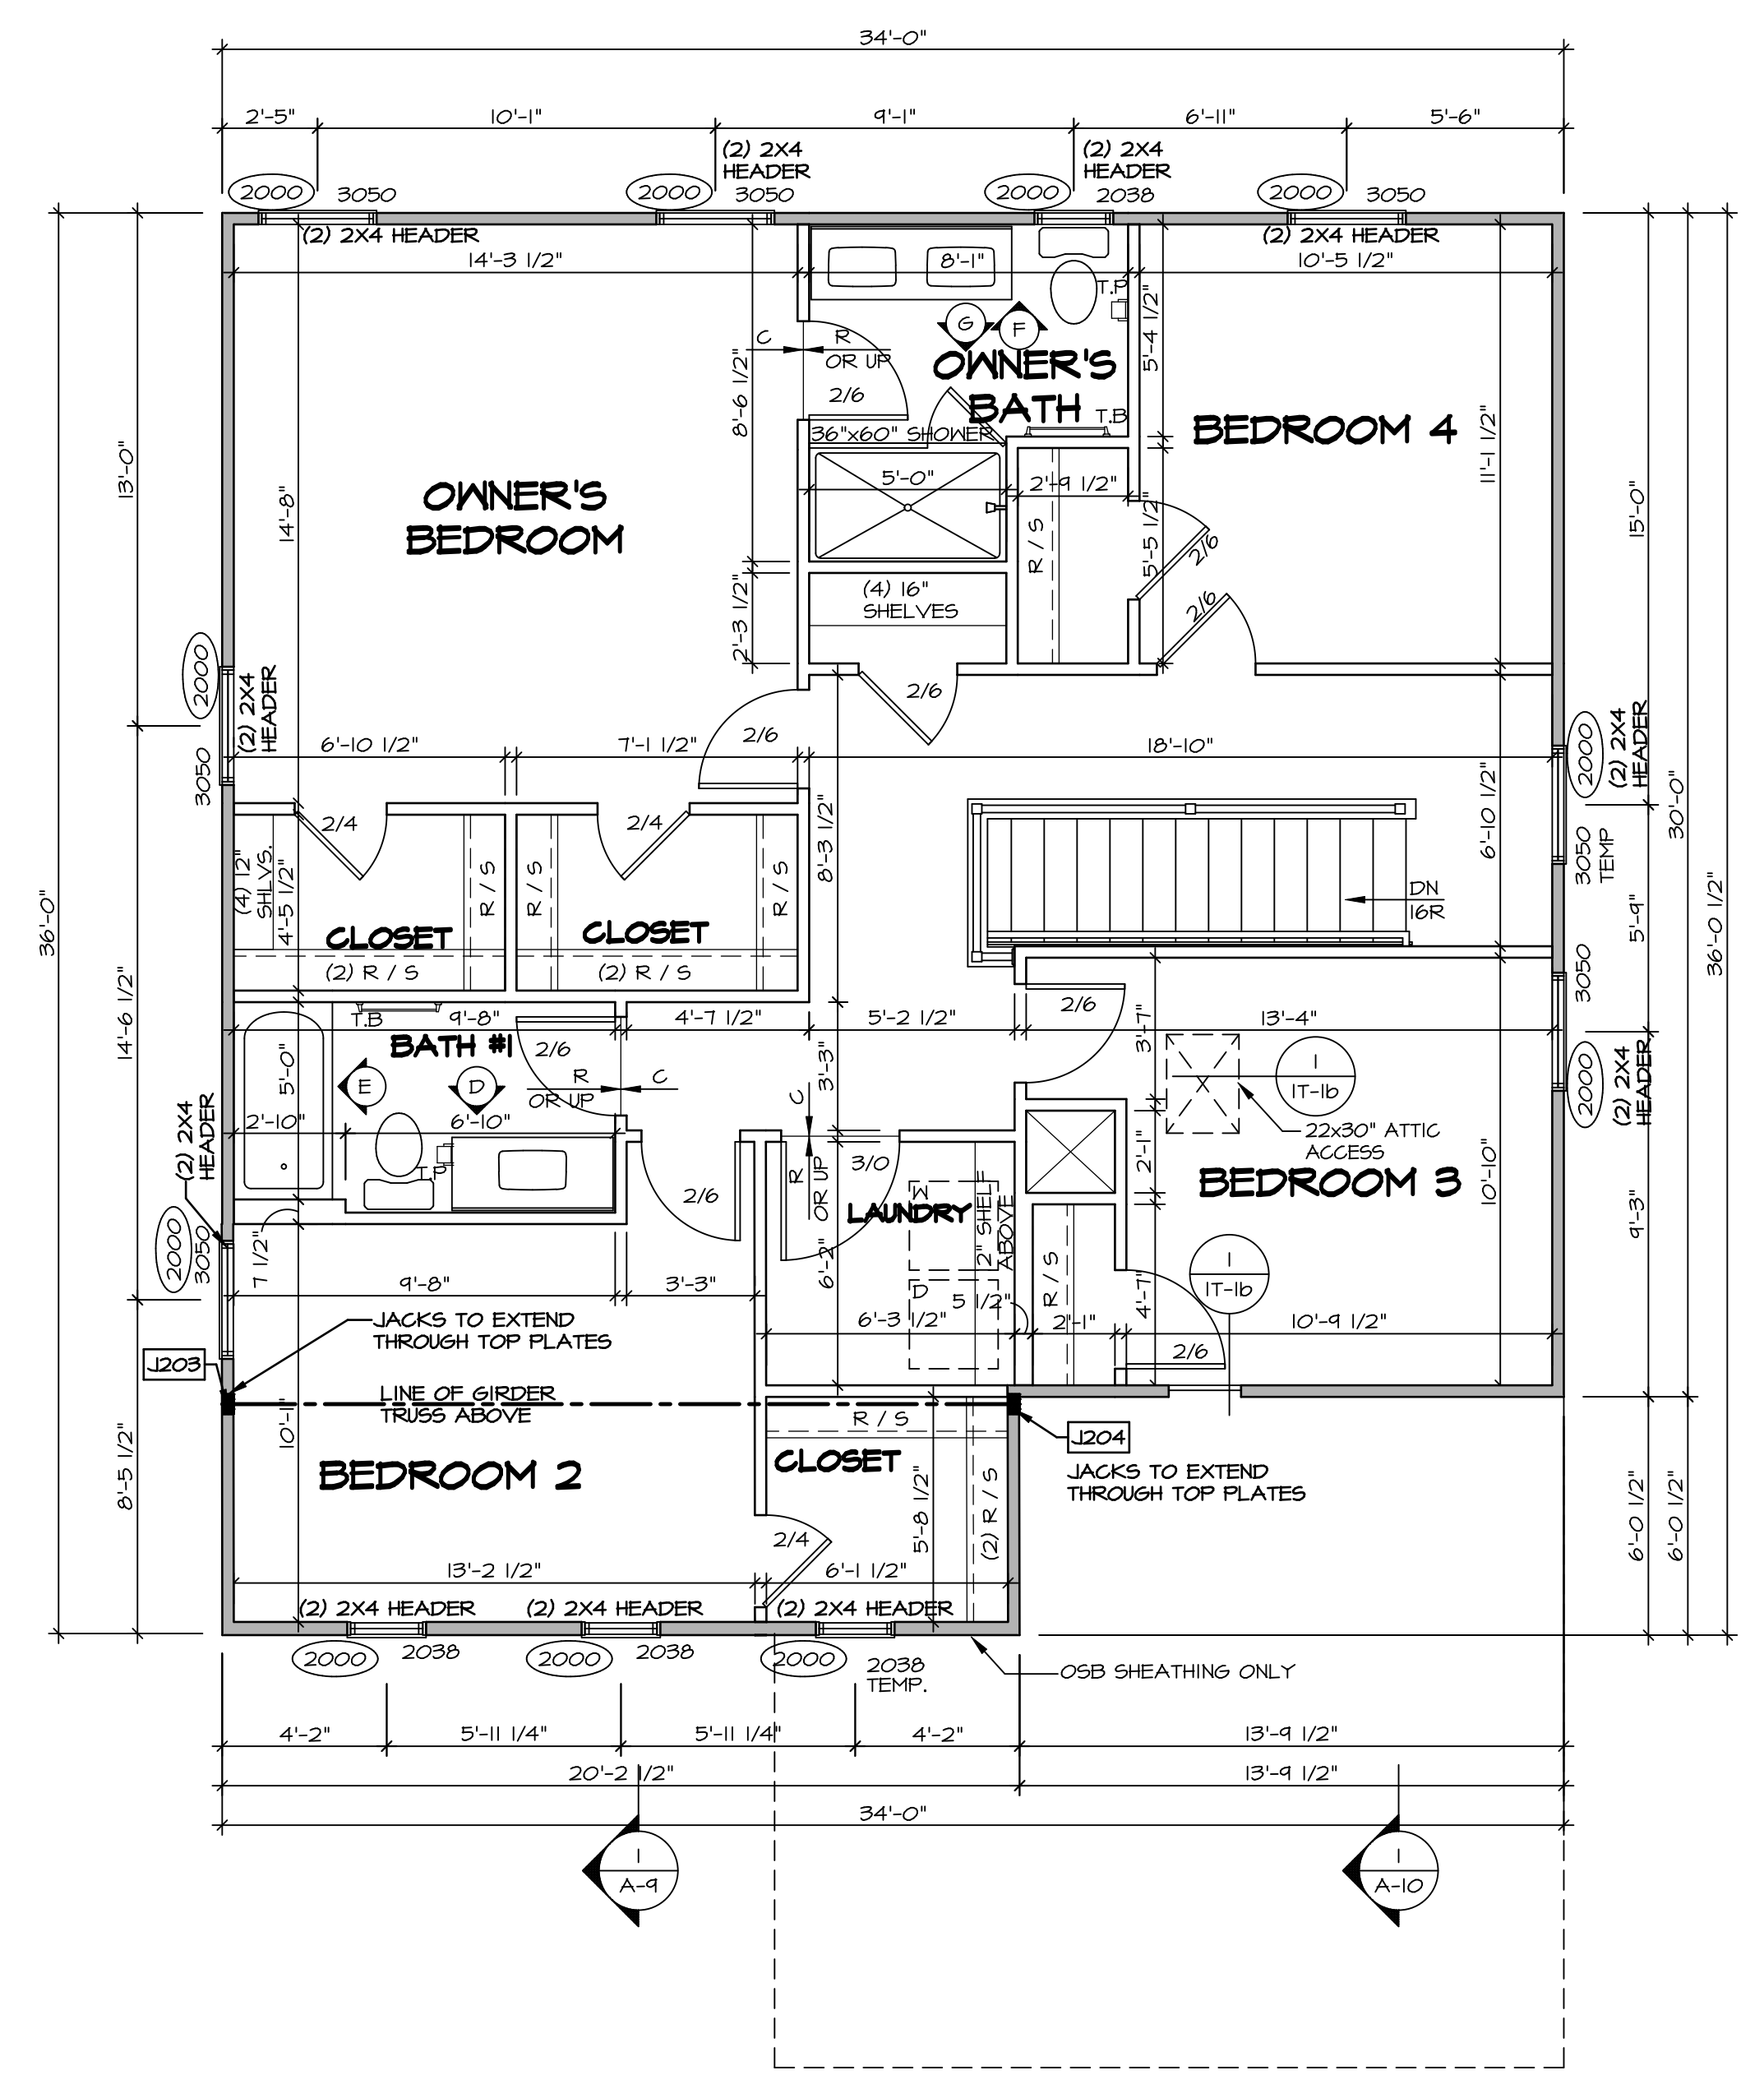 34'-0"
2'-5" 10'-1" 9'-1" 6'-11" 5'-6"
(2) 2X4 HEADER
(2) 2X4 HEADER
2000 3050 2000 3050 2000 2038 2000 3050
(2) 2X4 HEADER
(2) 2X4 HEADER
14'-3 1/2" 8'-1" 10'-5 1/2"
T.P
G F
C R
OR UP
2/6
OWNER'S
BATH
T.B
5'-4 1/2"
8'-6 1/2"
36"x60" SHOWER
BEDROOM 4
11'-1 1/2"
13'-0"
14'-8"
OWNER'S
BEDROOM
5'-0" 2'-9 1/2"
R / S
5'-5 1/2"
2/6
15'-0"
(4) 16"
SHELVES
2'-3 1/2"
2/6
2/6
2000
(2) 2X4
HEADER
3050
2/6
6'-10 1/2" 7'-1 1/2" 18'-10"
2000
(2) 2X4
HEADER
3050
TEMP
30'-0"
6'-10 1/2"
2/4 2/4
8'-3 1/2"
(4) 12"
SHLVS.
4'-5 1/2"
R / S R / S R / S
CLOSET CLOSET
(2) R / S (2) R / S
DN
16R
36'-0"
5'-9"
36'-0 1/2"
14'-6 1/2"
3050
2/6
T.B 9'-8" 4'-7 1/2" 5'-2 1/2" 13'-4"
BATH #1
2/6
5'-0"
E D
R C
OR UP
3'-3"
3'-7"
1
1T-1b
2000
(2) 2X4
HEADER
2'-10" 6'-10"
(2) 2X4
HEADER
22x30" ATTIC
ACCESS
T.P
2/6
C
R
OR UP
3/0
2'-1"
BEDROOM 3
10'-10"
W
LAUNDRY
2" SHELF
ABOVE
9'-3"
2000
3050
7 1/2"
6'-2"
R / S
4'-7"
1
1T-1b
9'-8" 3'-3"
D 5 1/2"
6'-3 1/2" 2'-1" 10'-9 1/2"
2/6
JACKS TO EXTEND
THROUGH TOP PLATES
J203
LINE OF GIRDER
TRUSS ABOVE
10'-1"
R / S
CLOSET
J204
JACKS TO EXTEND
THROUGH TOP PLATES
BEDROOM 2
8'-5 1/2"
5'-8 1/2"
(2) R / S
2/4
6'-0 1/2" 6'-0 1/2"
13'-2 1/2" 6'-1 1/2"
(2) 2X4 HEADER (2) 2X4 HEADER (2) 2X4 HEADER
2000 2038 2000 2038 2000 2038
TEMP.
OSB SHEATHING ONLY
4'-2" 5'-11 1/4" 5'-11 1/4" 4'-2" 13'-9 1/2"
20'-2 1/2" 13'-9 1/2"
34'-0"
1
A-9
1
A-10